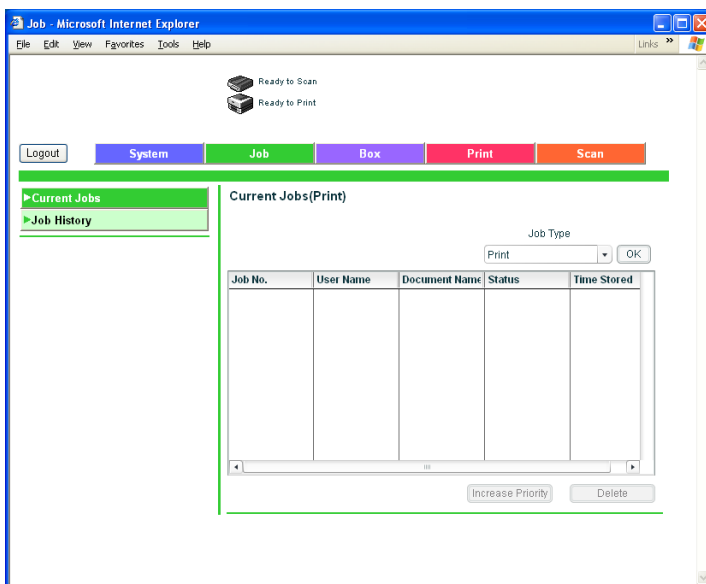 Job - Microsoft Internet Explorer
File Edit View Favorites Tools Help Links »
Ready to Scan
Ready to Print
Logout System Job Box Print Scan
Current Jobs
Job History
Current Jobs(Print)
Job Type
Print OK
Job No. User Name Document Name Status Time Stored
Increase Priority Delete